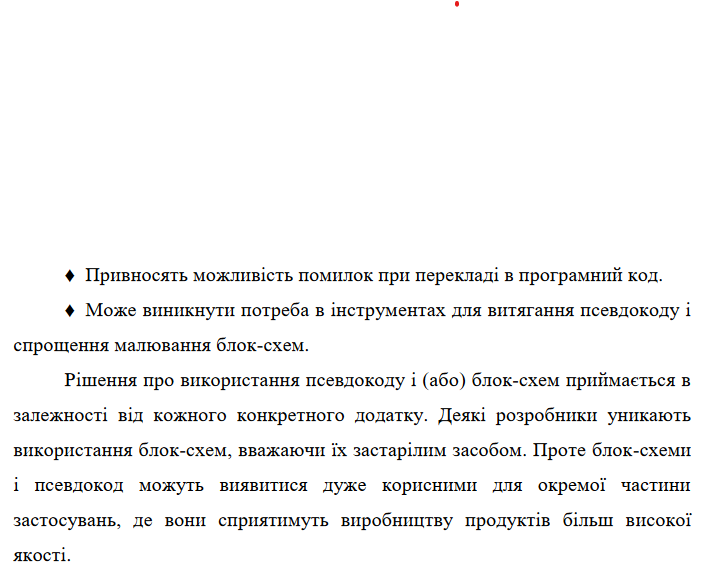 ♦ Привносять можливість помилок при перекладі в програмний код.
♦ Може виникнути потреба в інструментах для витягання псевдокоду і
спрощення малювання блок-схем.
Рішення про використання псевдокоду і (або) блок-схем приймається в
залежності від кожного конкретного додатку. Деякі розробники уникають
використання блок-схем, вважаючи їх застарілим засобом. Проте блок-схеми
і псевдокод можуть виявитися дуже корисними для окремої частини
застосувань, де вони сприятимуть виробництву продуктів більш високої
якості.